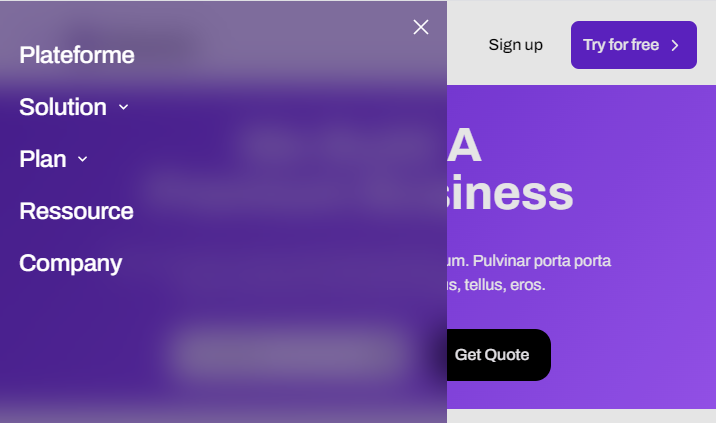 Plateforme
Solution
Plan
Ressource
Company
Sign up
Try for free
A
siness
um. Pulvinar porta porta
s, tellus, eros.
Get Quote